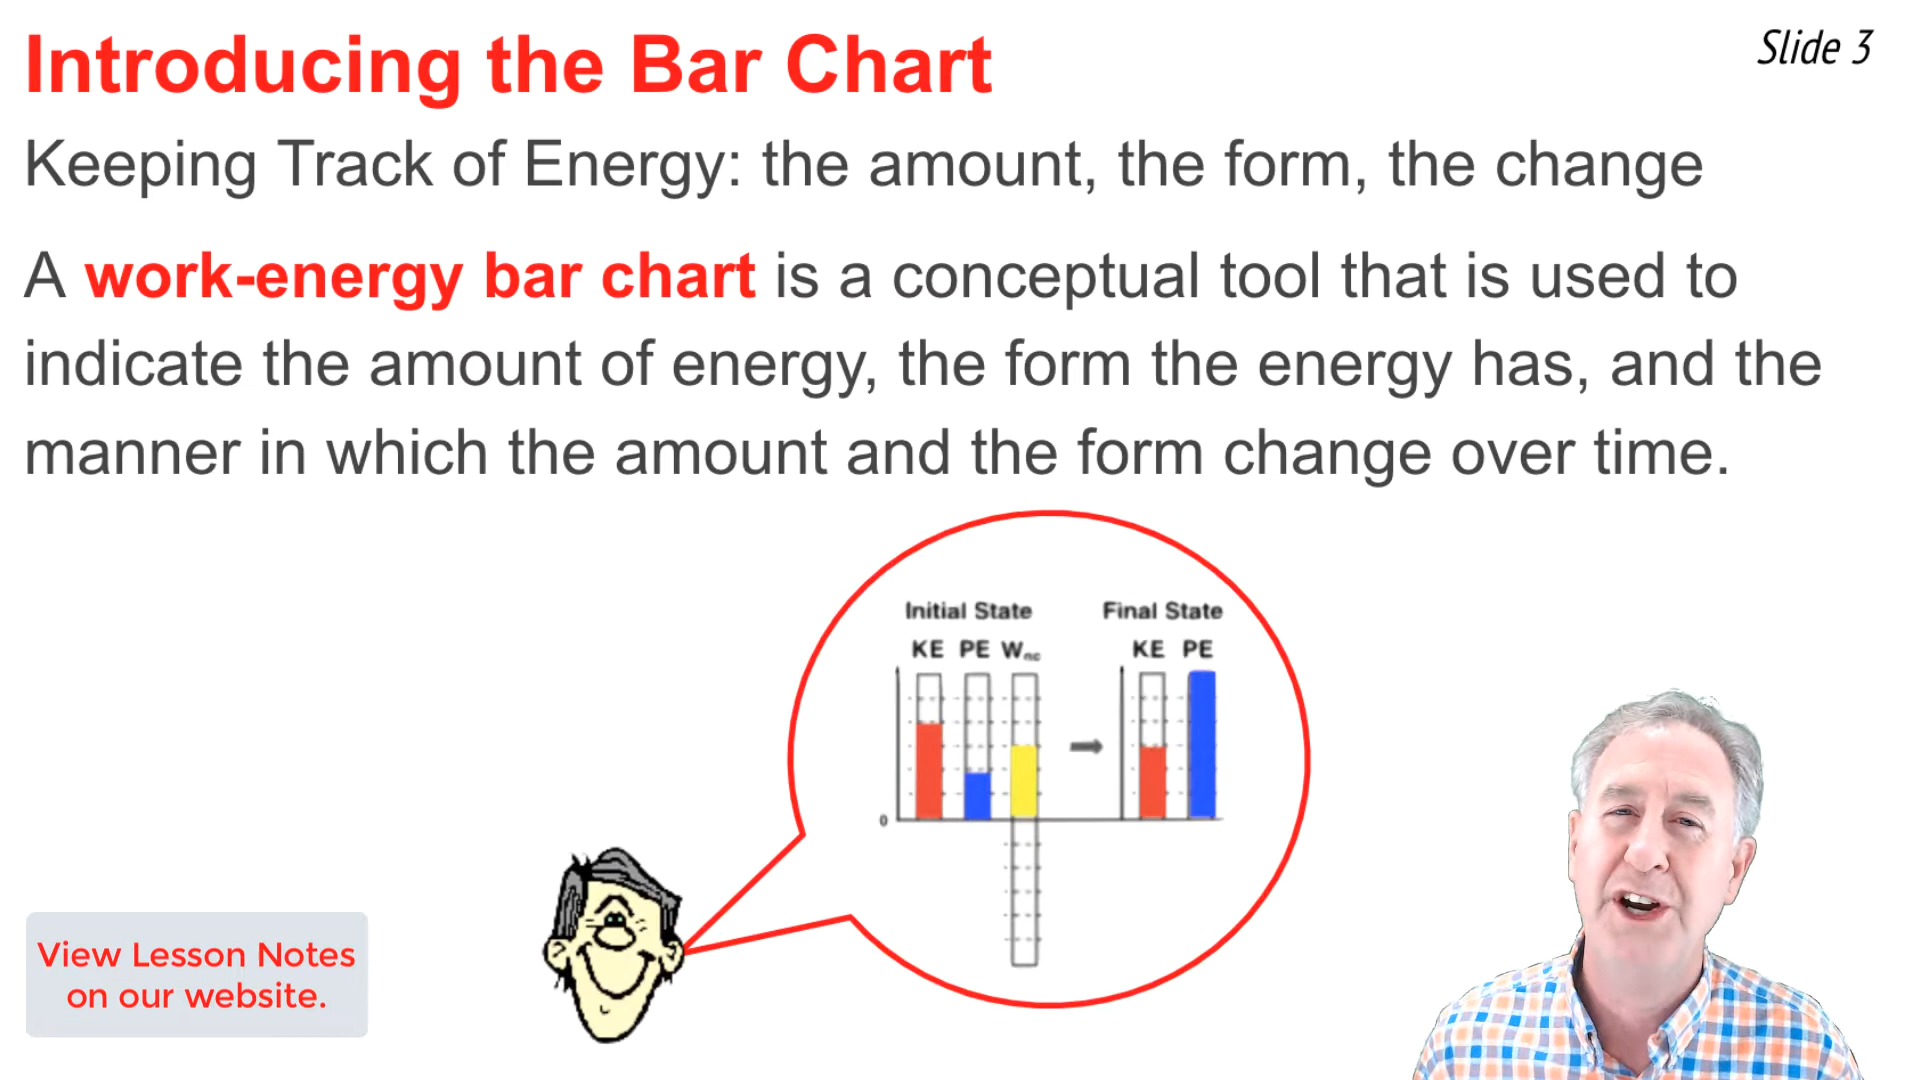 Introducing the Bar Chart
Slide 3
Keeping Track of Energy: the amount, the form, the change
A work-energy bar chart is a conceptual tool that is used to
indicate the amount of energy, the form the energy has, and the
manner in which the amount and the form change over time.
Initial State Final State
KE PE Wnc KE PE
0
View Lesson Notes
on our website.